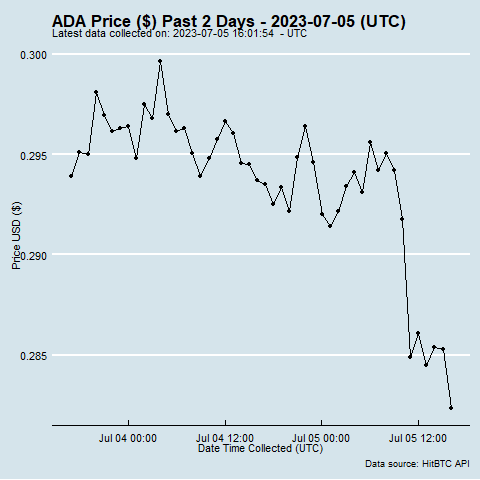 ADA Price ($) Past 2 Days - 2023-07-05 (UTC)
Latest data collected on: 2023-07-05 16:01:54  - UTC
0.300
0.295
0.290
0.285
Price USD ($)
Jul 04 00:00 Jul 04 12:00 Jul 05 00:00 Jul 05 12:00
Date Time Collected (UTC)
Data source: HitBTC API